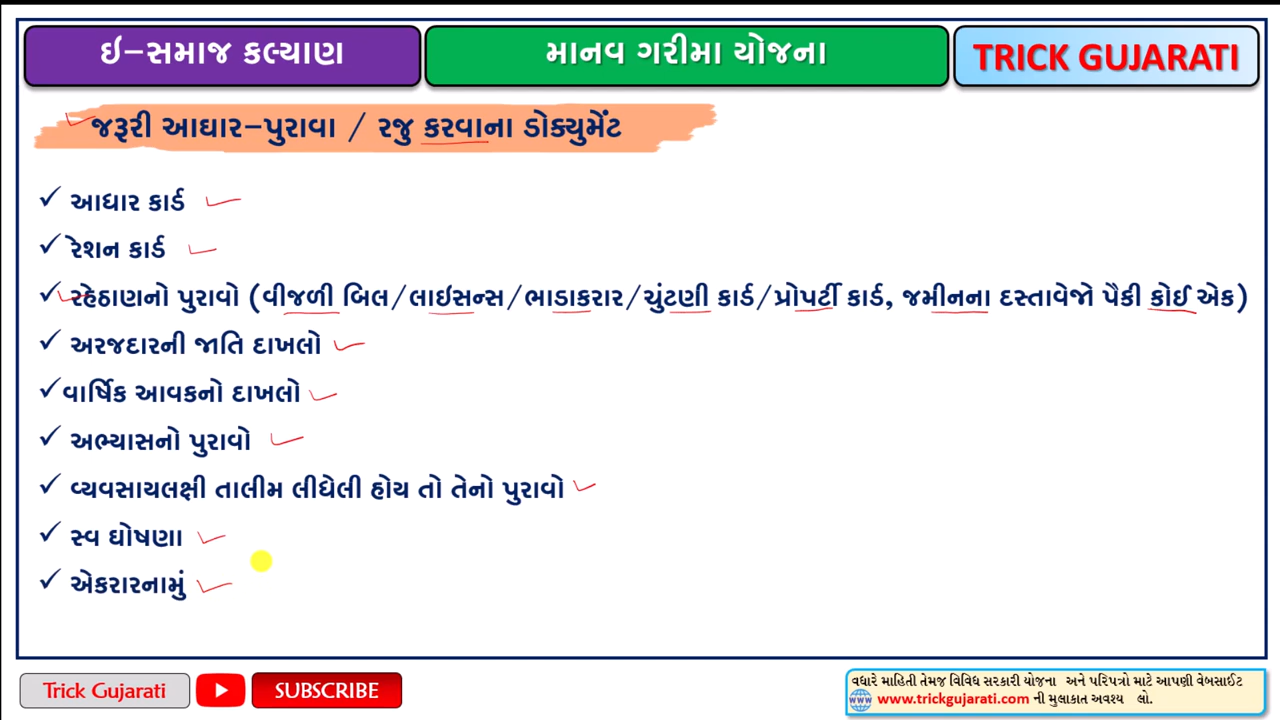 ઇ-સમાજ કલ્યાણ
માનવ ગરીમા યોજના
TRICK GUJARATI
જરૂરી આધાર-પુરાવા / રજુ કરવાના ડોક્યુમેંટ
આધાર કાર્ડ
રેશન કાર્ડ
રહેઠાણનો પુરાવો (વીજળી બિલ/લાઇસન્સ/ભાડાકરાર/ચુંટણી કાર્ડ/પ્રોપર્ટી કાર્ડ, જમીનના દસ્તાવેજો પૈકી કોઈ એક)
અરજદારની જાતિ દાખલો
વાર્ષિક આવકનો દાખલો
અભ્યાસનો પુરાવો
વ્યવસાયલક્ષી તાલીમ લીધેલી હોય તો તેનો પુરાવો
સ્વ ઘોષણા
એકરારનામું
Trick Gujarati
SUBSCRIBE
વધારે માહિતી તેમજ વિવિધ સરકારી યોજના અને પરિપત્રો માટે આપણી વેબસાઈટ
www.trickgujarati.com ની મુલાકાત અવશ્ય લો.